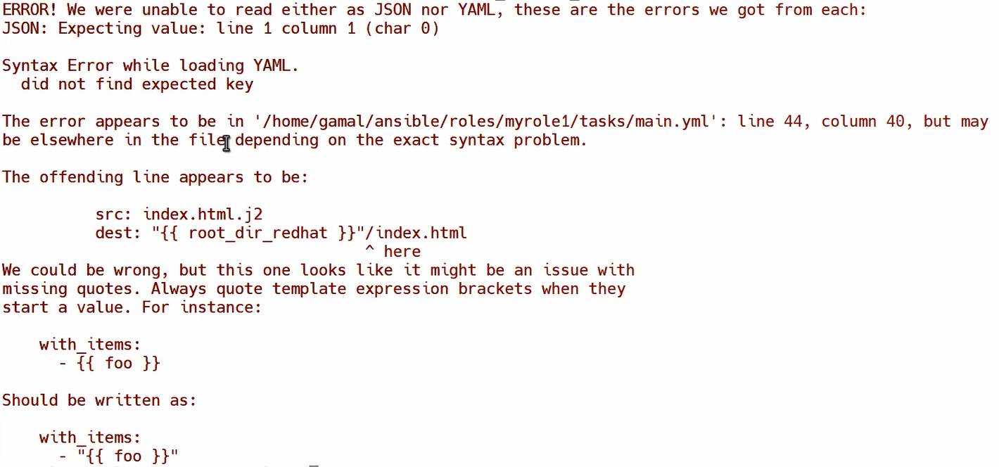 ERROR! We were unable to read either as JSON nor YAML, these are the errors we got from each:
JSON: Expecting value: line 1 column 1 (char 0)
Syntax Error while loading YAML.
did not find expected key
The error appears to be in '/home/gamal/ansible/roles/myrole1/tasks/main.yml': line 44, column 40, but may
be elsewhere in the file depending on the exact syntax problem.
The offending line appears to be:
src: index.html.j2
dest: "{{ root_dir_redhat }}"/index.html
^ here
We could be wrong, but this one looks like it might be an issue with
missing quotes. Always quote template expression brackets when they
start a value. For instance:
with_items:
- {{ foo }}
Should be written as:
with_items:
- "{{ foo }}"